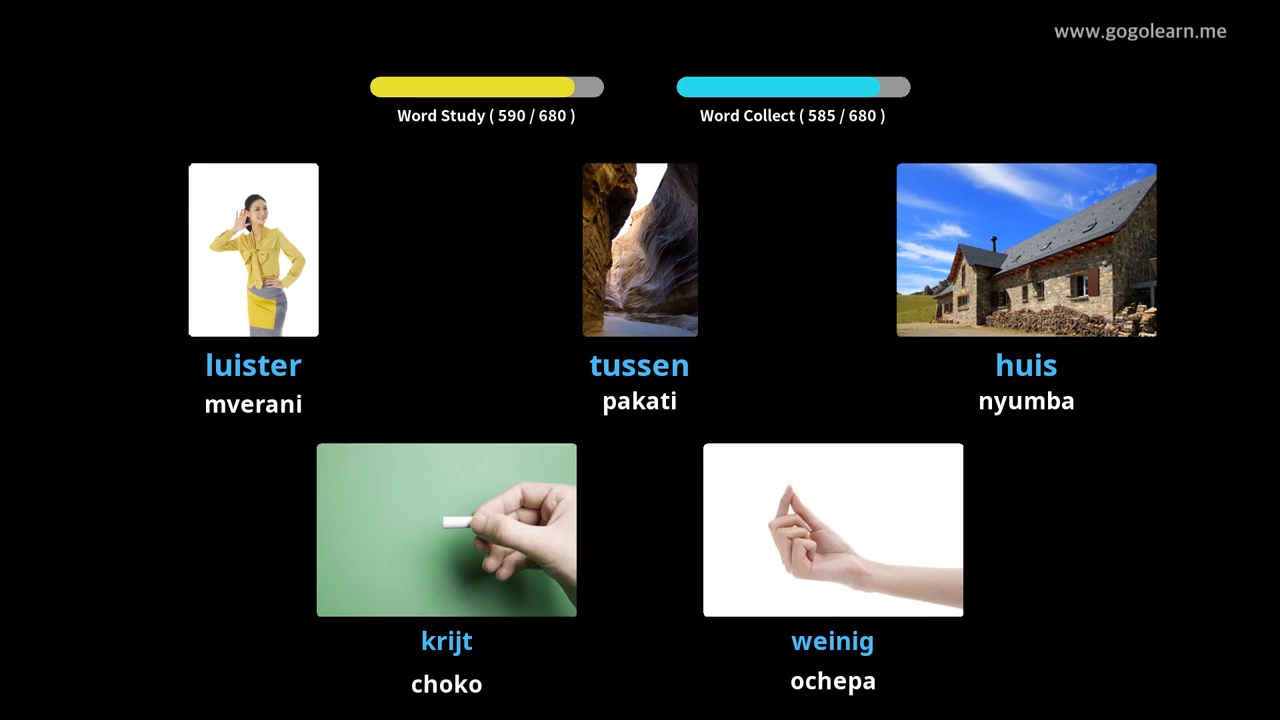 www.gogolearn.me
Word Study ( 590 / 680 )
Word Collect ( 585 / 680 )
luister
mverani
tussen
pakati
huis
nyumba
krijt
choko
weinig
ochepa